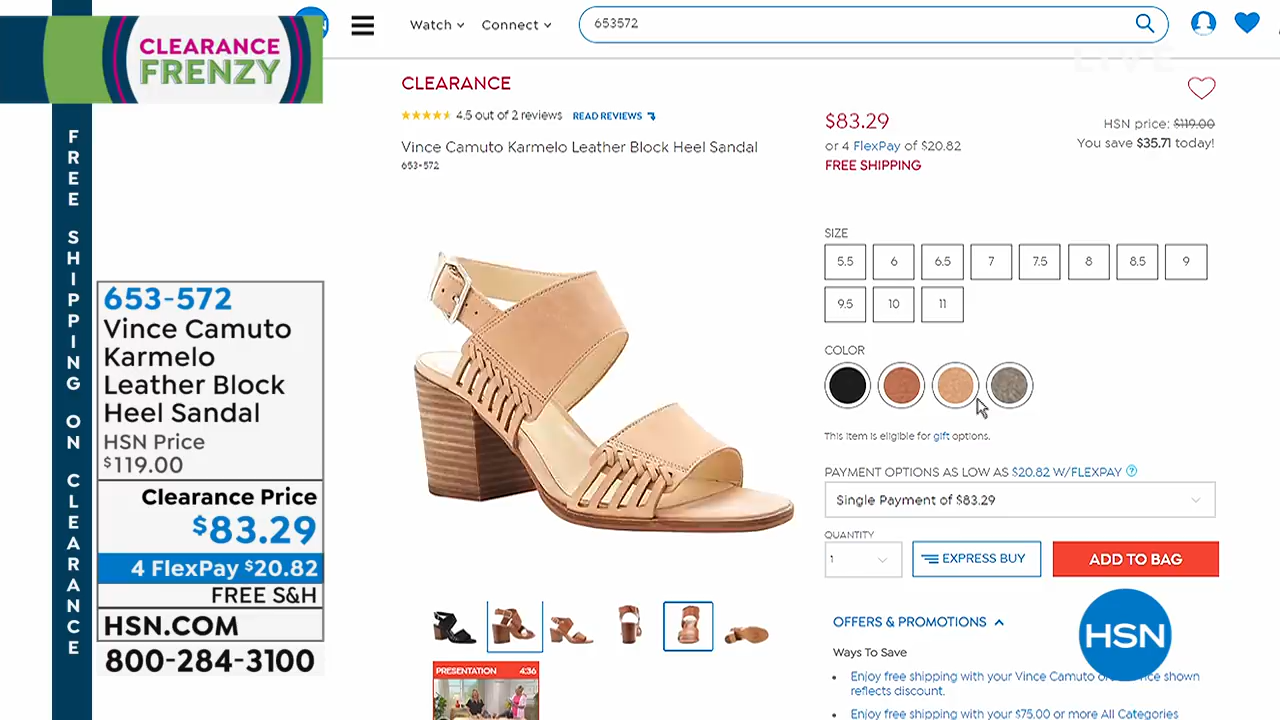 CLEARANCE
FRENZY
FREE SHIPPING ON CLEARANCE
653-572
Vince Camuto
Karmelo
Leather Block
Heel Sandal
HSN Price
$119.00
Clearance Price
$83.29
4 FlexPay $20.82
FREE S&H
HSN.COM
800-284-3100
Watch
Connect
653572
LIVE
CLEARANCE
4.5 out of 2 reviews READ REVIEWS
Vince Camuto Karmelo Leather Block Heel Sandal
653-572
$83.29
or 4 FlexPay of $20.82
FREE SHIPPING
HSN price: $119.00
You save $35.71 today!
SIZE
5.5 6 6.5 7 7.5 8 8.5 9
9.5 10 11
COLOR
This item is eligible for gift options.
PAYMENT OPTIONS AS LOW AS $20.82 W/FLEXPAY ?
Single Payment of $83.29
QUANTITY
1
EXPRESS BUY
ADD TO BAG
PRESENTATION 4:36
OFFERS & PROMOTIONS
HSN
Ways To Save
Enjoy free shipping with your Vince Camuto shown
reflects discount.
Enjoy free shipping with your $75.00 or more All Categories